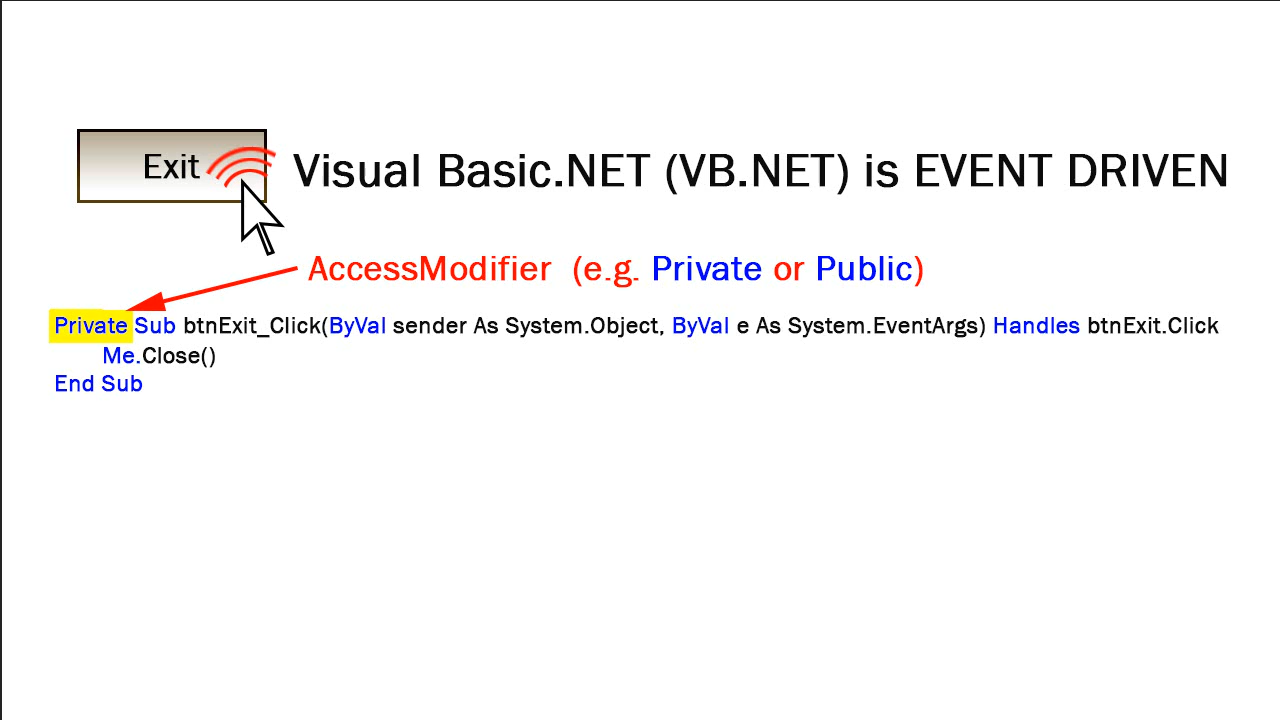 Exit
Visual Basic.NET (VB.NET) is EVENT DRIVEN
AccessModifier (e.g. Private or Public)
Private Sub btnExit_Click(ByVal sender As System.Object, ByVal e As System.EventArgs) Handles btnExit.Click
Me.Close()
End Sub